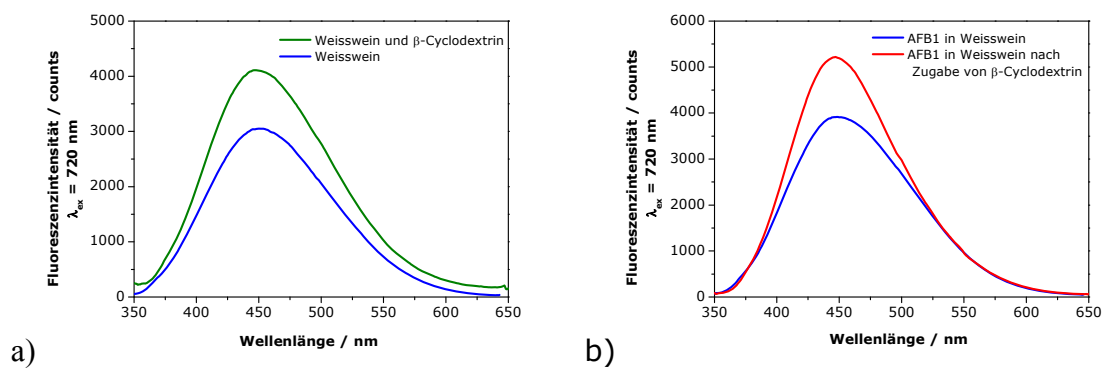 5000
4000
3000
2000
1000
0
Fluoreszenzintensität / counts
λex = 720 nm
Weisswein und β-Cyclodextrin
Weisswein
350 400 450 500 550 600 650
Wellenlänge / nm
a)
6000
5000
4000
3000
2000
1000
0
Fluoreszenzintensität / counts
λex = 720 nm
AFB1 in Weisswein
AFB1 in Weisswein nach
Zugabe von β-Cyclodextrin
350 400 450 500 550 600 650
Wellenlänge / nm
b)